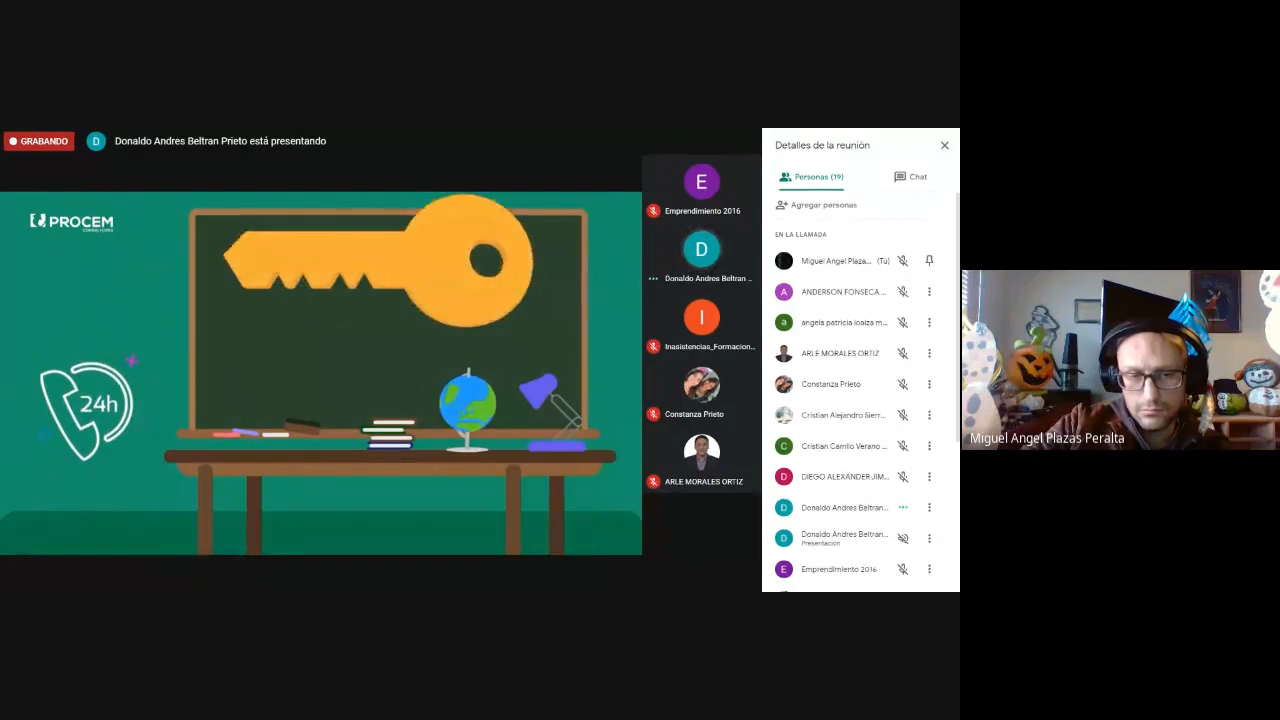 GRABANDO
D
Donaldo Andres Beltran Prieto está presentando
PROCEM
24h
E
Emprendimiento 2016
D
Donaldo Andres Beltran ...
I
Inasistencias_Formacion...
Constanza Prieto
ARLE MORALES ORTIZ
Detalles de la reunión
Personas (19)
Chat
Agregar personas
EN LA LLAMADA
Miguel Angel Plaza... (Tú)
A ANDERSON FONSECA ...
a angela patricia loaiza m...
ARLE MORALES ORTIZ
Constanza Prieto
Cristian Alejandro Sierr...
C Cristian Camilo Verano ...
D DIEGO ALEXANDER JIM...
D Donaldo Andres Beltran...
D Donaldo Andres Beltran...
Presentación
E Emprendimiento 2016
Miguel Angel Plazas Peralta